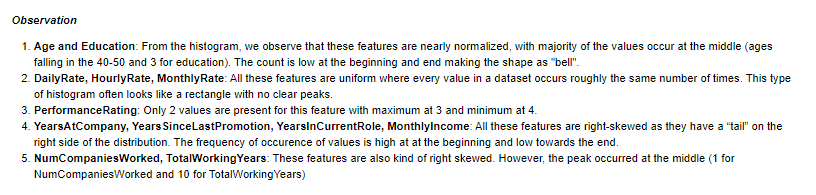 Observation
1. Age and Education: From the histogram, we observe that these features are nearly normalized, with majority of the values occur at the middle (ages
falling in the 40-50 and 3 for education). The count is low at the beginning and end making the shape as "bell".
2. DailyRate, HourlyRate, MonthlyRate: All these features are uniform where every value in a dataset occurs roughly the same number of times. This type
of histogram often looks like a rectangle with no clear peaks.
3. PerformanceRating: Only 2 values are present for this feature with maximum at 3 and minimum at 4.
4. YearsAtCompany, YearsSinceLastPromotion, YearsInCurrentRole, MonthlyIncome: All these features are right-skewed as they have a “tail” on the
right side of the distribution. The frequency of occurence of values is high at at the beginning and low towards the end.
5. NumCompaniesWorked, TotalWorkingYears: These features are also kind of right skewed. However, the peak occurred at the middle (1 for
NumCompaniesWorked and 10 for TotalWorkingYears)